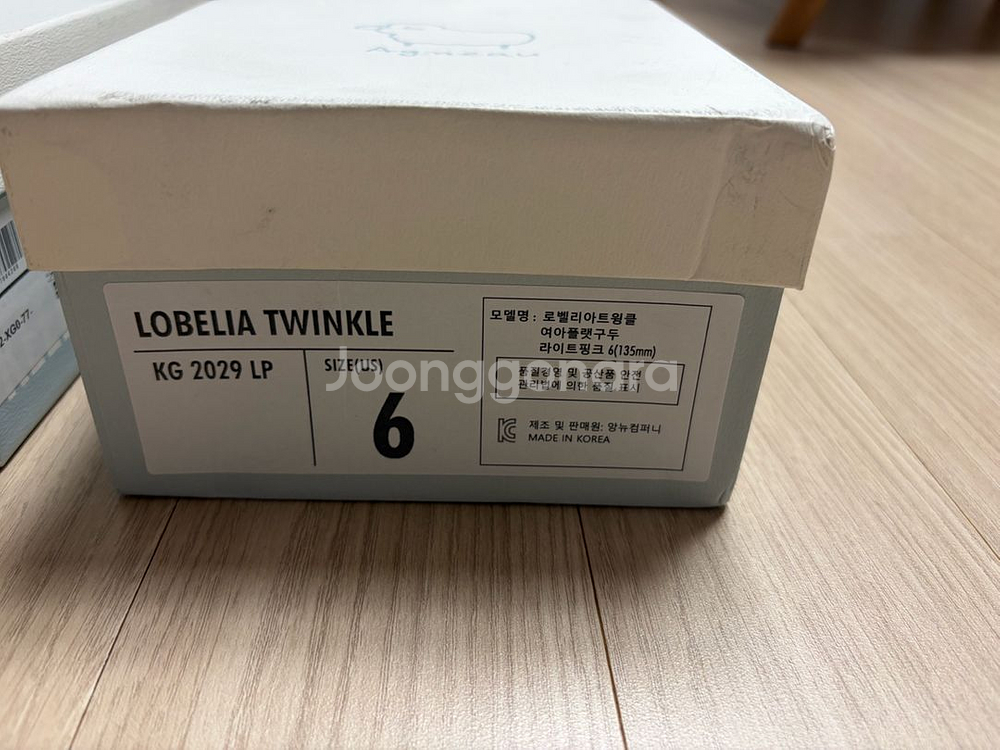 LOBELIA TWINKLE
KG 2029 LP
SIZE(US)
6
모델명 : 로벨리아트윙클
여아플랫구두
라이트핑크 6(135mm)
품질경영 및 공산품 안전
관리법에 의한 품질 표시
제조 및 판매원: 앙뉴컴퍼니
MADE IN KOREA
Joonggonara